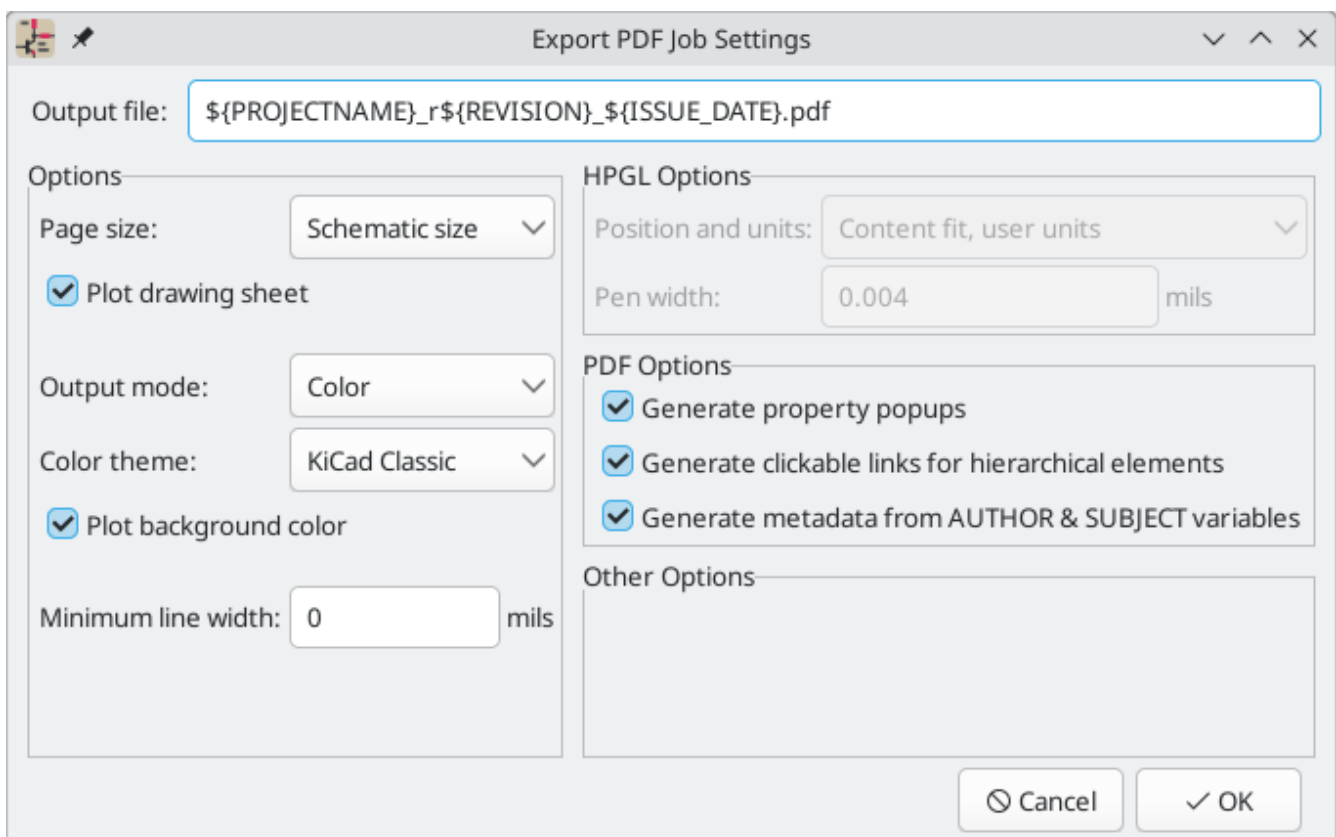 Export PDF Job Settings
Output file: ${PROJECTNAME}_r${REVISION}_${ISSUE_DATE}.pdf
Options
Page size: Schematic size
Plot drawing sheet
Output mode: Color
Color theme: KiCad Classic
Plot background color
Minimum line width: 0 mils
HPGL Options
Position and units: Content fit, user units
Pen width: 0.004 mils
PDF Options
Generate property popups
Generate clickable links for hierarchical elements
Generate metadata from AUTHOR & SUBJECT variables
Other Options
Cancel OK